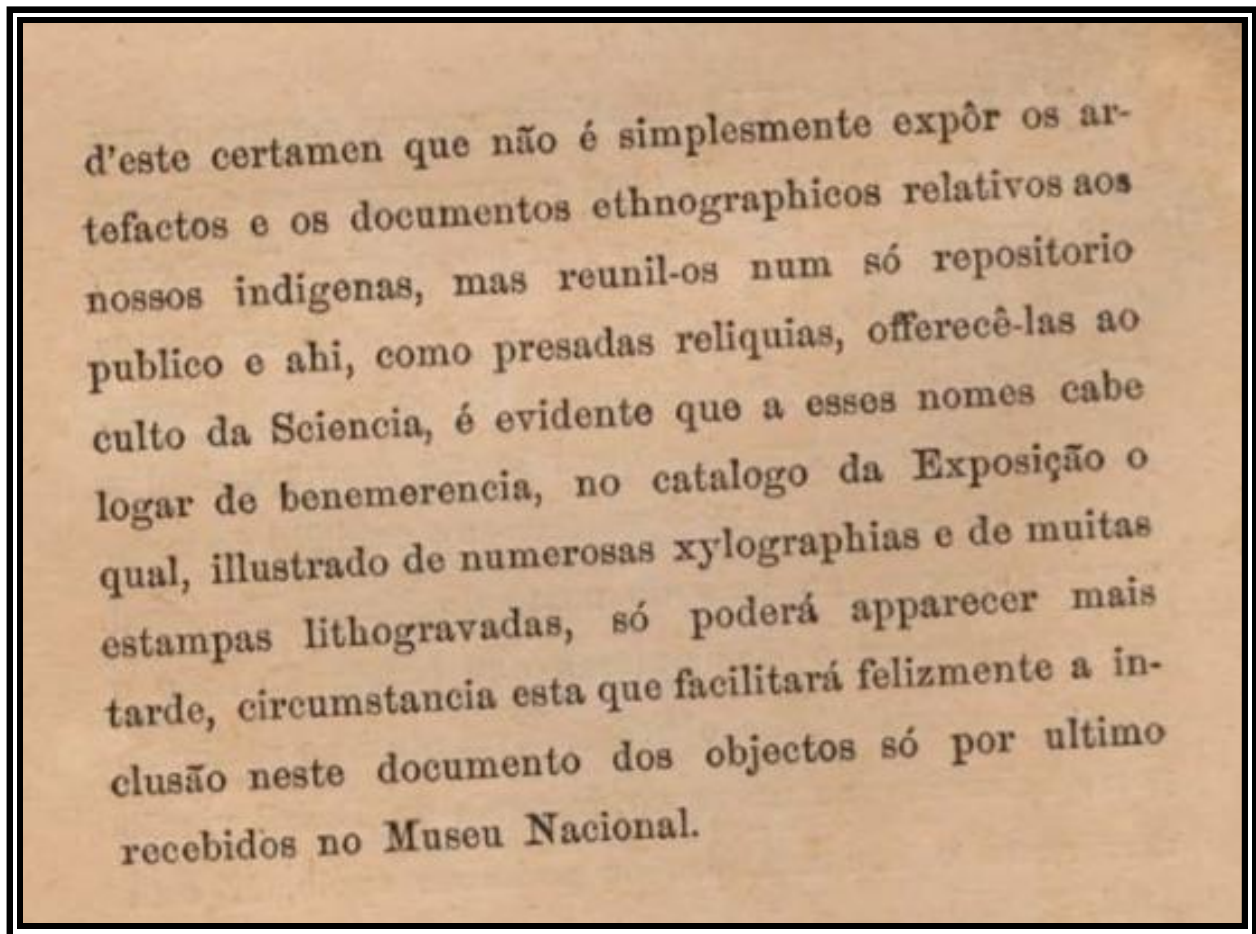 d'este certamen que não é simplesmente expôr os ar-
tefactos e os documentos ethnographicos relativos aos
nossos indigenas, mas reunil-os num só repositorio
publico e ahi, como presadas reliquias, offerecê-las ao
culto da Sciencia, é evidente que a esses nomes cabe
logar de benemerencia, no catalogo da Exposição o
qual, illustrado de numerosas xylographias e de muitas
estampas lithogravadas, só poderá apparecer mais
tarde, circumstancia esta que facilitará felizmente a in-
clusão neste documento dos objectos só por ultimo
recebidos no Museu Nacional.